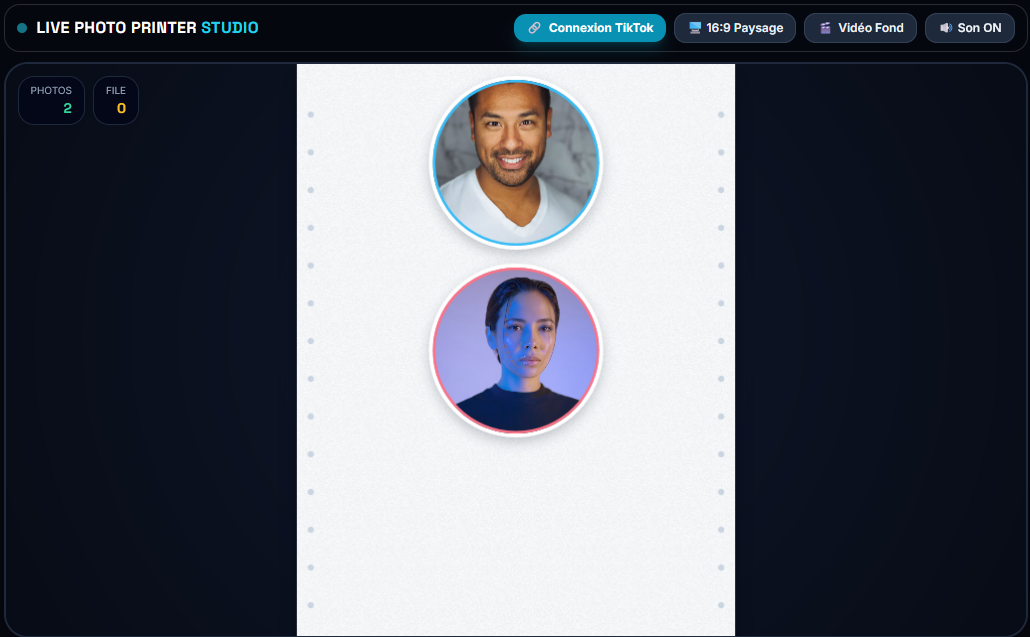 LIVE PHOTO PRINTER STUDIO
Connexion TikTok
16:9 Paysage
Vidéo Fond
Son ON
PHOTOS
2
FILE
0